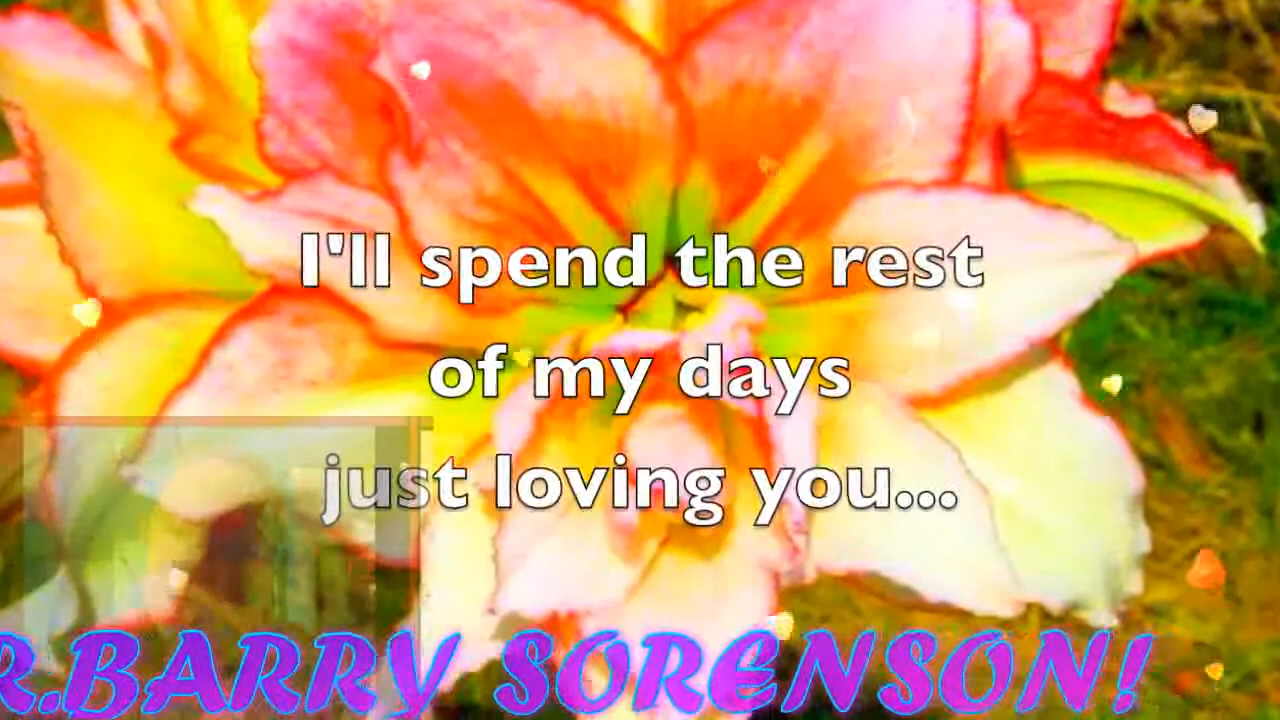 I'll spend the rest
of my days
just loving you...
R.BARRY SORENSON!